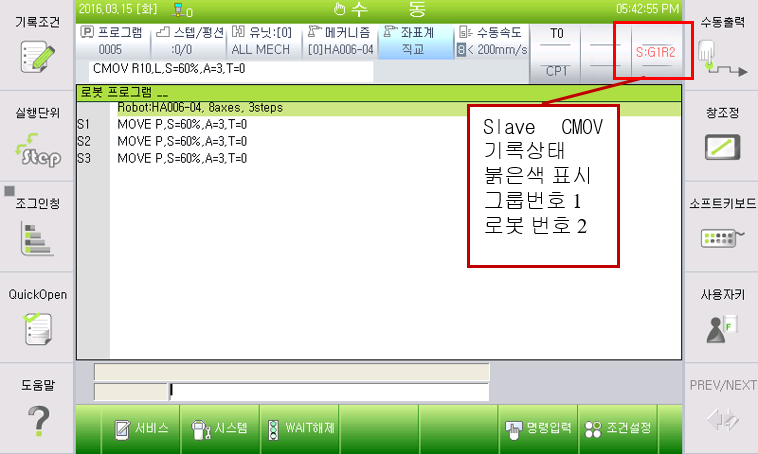 2016.03.15 [화] 0 수 동 05:42:55 PM
기록조건
실행단위
Step
조그인칭
QuickOpen
도움말
프로그램 스텝/펑션 유닛:[0] 메커니즘 좌표계 수동속도
0005 :0/0 ALL MECH [0]HA006-04 직교 8< 200mm/s
T0
CP1
S:G1R2
CMOV R10,L,S=60%,A=3,T=0
로봇 프로그램 __
Robot:HA006-04, 8axes, 3steps
S1 MOVE P,S=60%,A=3,T=0
S2 MOVE P,S=60%,A=3,T=0
S3 MOVE P,S=60%,A=3,T=0
Slave CMOV
기록상태
붉은색 표시
그룹번호 1
로봇 번호 2
서비스 시스템 WAIT해제 명령입력 조건설정
수동출력
창조정
소프트키보드
사용자키
F
PREV/NEXT